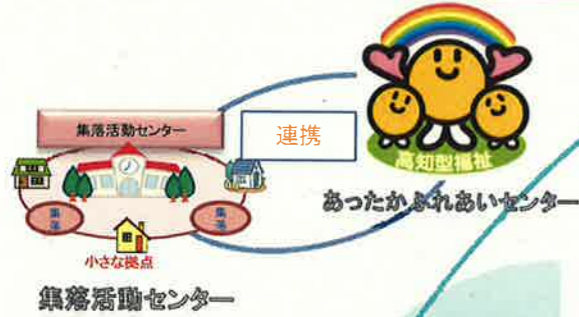 集落活動センター
連携
高知型福祉
あったかふれあいセンター
集落
集落
小さな拠点
集落活動センター